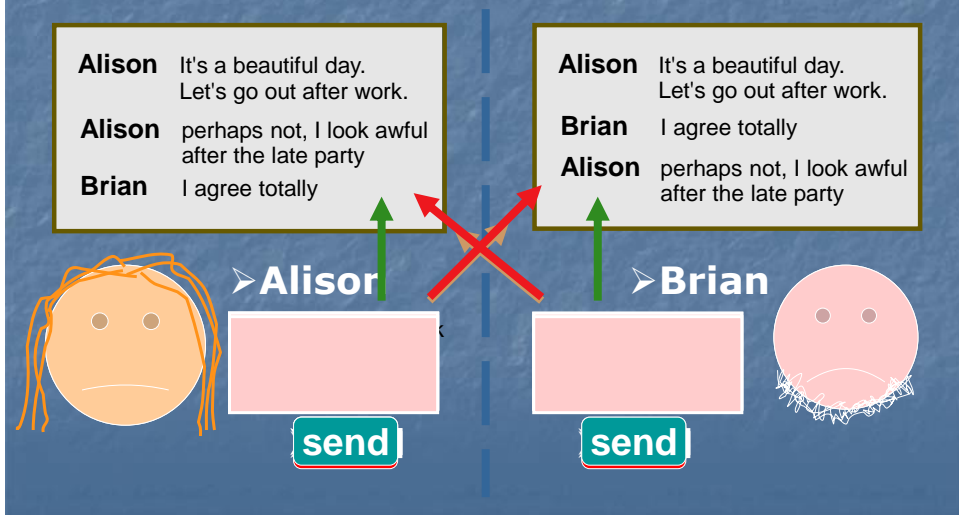 Alison It's a beautiful day.
Let's go out after work.
Alison perhaps not, I look awful
after the late party
Brian I agree totally
Alison It's a beautiful day.
Let's go out after work.
Brian I agree totally
Alison perhaps not, I look awful
after the late party
Alison
Brian
send
send